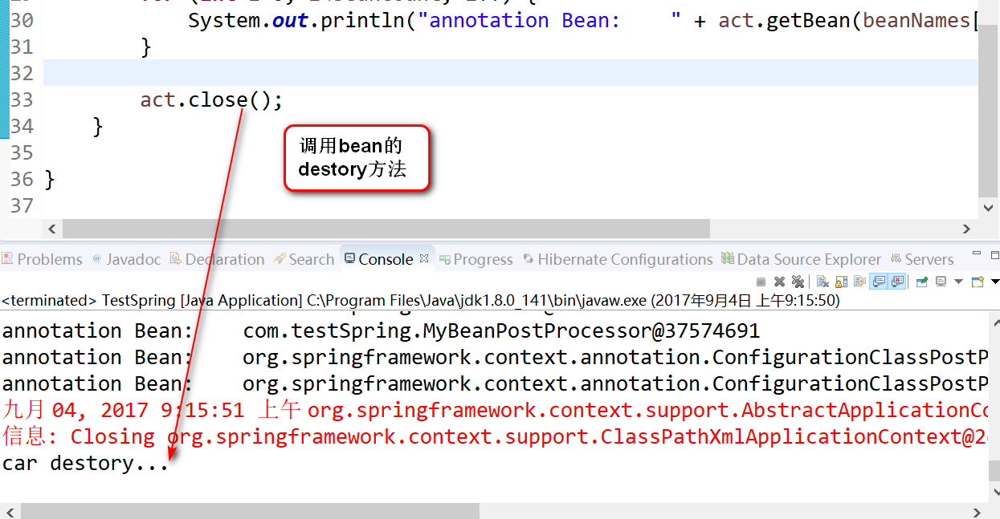 30 System.out.println("annotation Bean:    " + act.getBean(beanNames[
31 }
32
33 act.close();
34 }
35
36 }
37
调用bean的
destory方法
Problems @ Javadoc Declaration Search Console Progress Hibernate Configurations Data Source Explorer Servers
<terminated> TestSpring [Java Application] C:\Program Files\Java\jdk1.8.0_141\bin\javaw.exe (2017年9月4日 上午9:15:50)
annotation Bean:    com.testSpring.MyBeanPostProcessor@37574691
annotation Bean:    org.springframework.context.annotation.ConfigurationClassPostP
annotation Bean:    org.springframework.context.annotation.ConfigurationClassPostP
九月 04, 2017 9:15:51 上午 org.springframework.context.support.AbstractApplicationCo
信息: Closing org.springframework.context.support.ClassPathXmlApplicationContext@2
car destory...